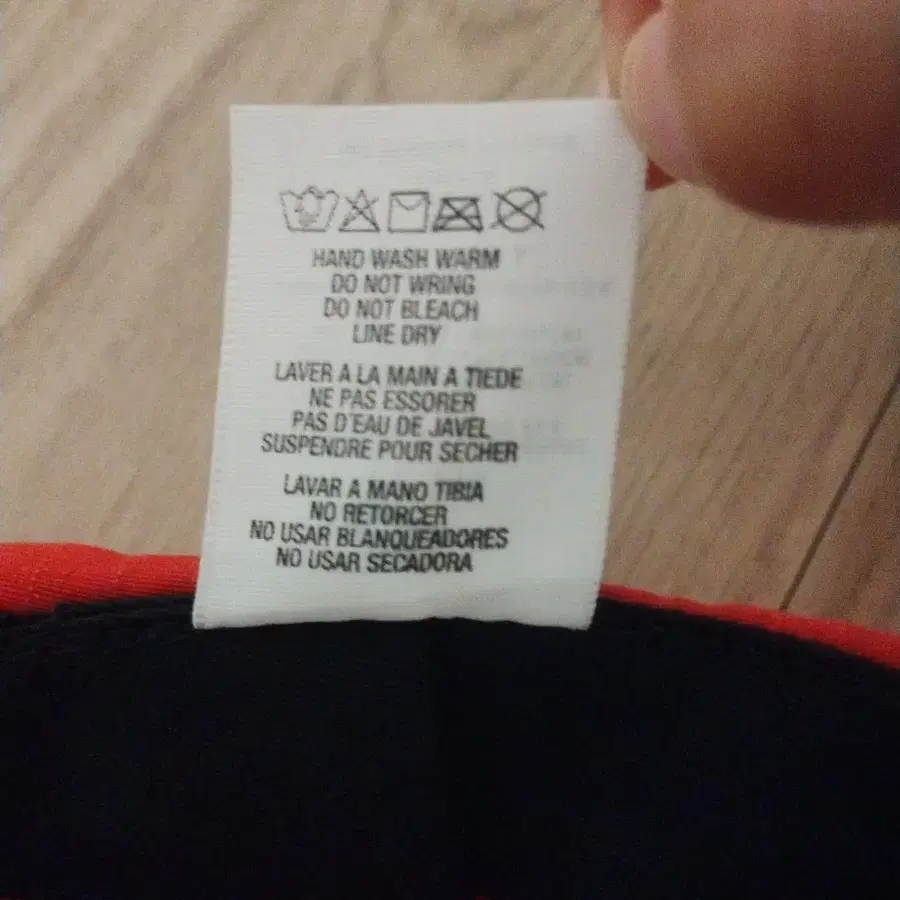 HAND WASH WARM
DO NOT WRING
DO NOT BLEACH
LINE DRY
LAVER A LA MAIN A TIEDE
NE PAS ESSORER
PAS D'EAU DE JAVEL
SUSPENDRE POUR SECHER
LAVAR A MANO TIBIA
NO RETORCER
NO USAR BLANQUEADORES
NO USAR SECADORA